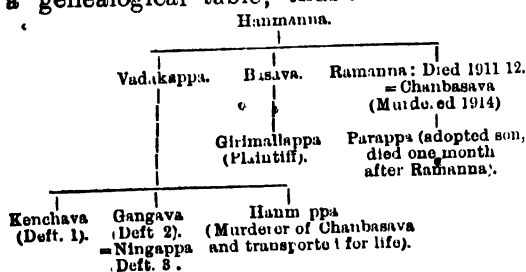 a genealogical table,
Hanmanna.
Vadakappa. Basava. Ramanna: Died 1911 12.
= Chanbasava
(Murdered 1914)
Girimallappa Parappa (adopted son,
(Plaintiff). died one month
after Ramanna).
Kenchava Gangava Hanmappa
(Deft. 1). (Deft 2). (Murderer of Chanbasava
=Ningappa and transported for life).
Deft. 3.